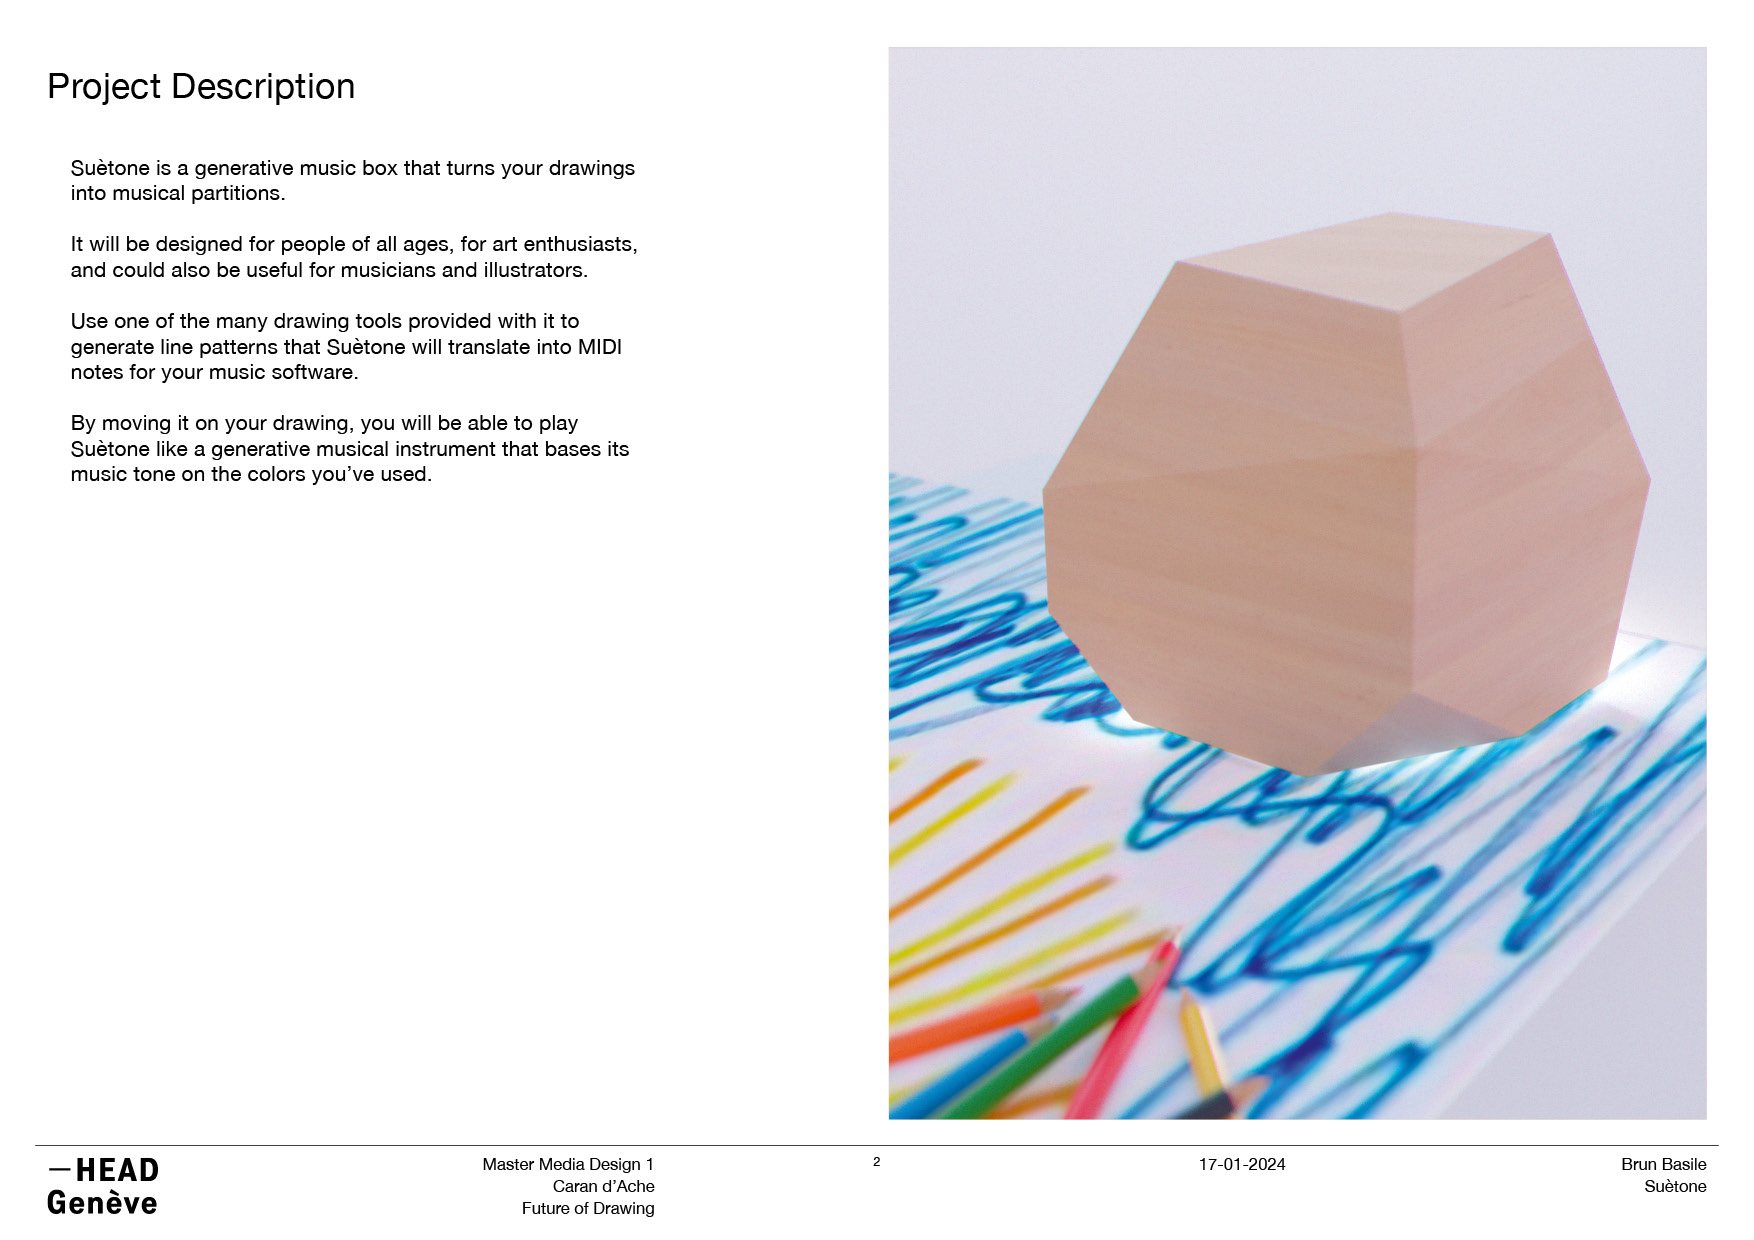 Project Description
Suètone is a generative music box that turns your drawings
into musical partitions.
It will be designed for people of all ages, for art enthusiasts,
and could also be useful for musicians and illustrators.
Use one of the many drawing tools provided with it to
generate line patterns that Suètone will translate into MIDI
notes for your music software.
By moving it on your drawing, you will be able to play
Suètone like a generative musical instrument that bases its
music tone on the colors you’ve used.
—HEAD
Genève
Master Media Design 1
Caran d’Ache
Future of Drawing
2
17-01-2024
Brun Basile
Suètone